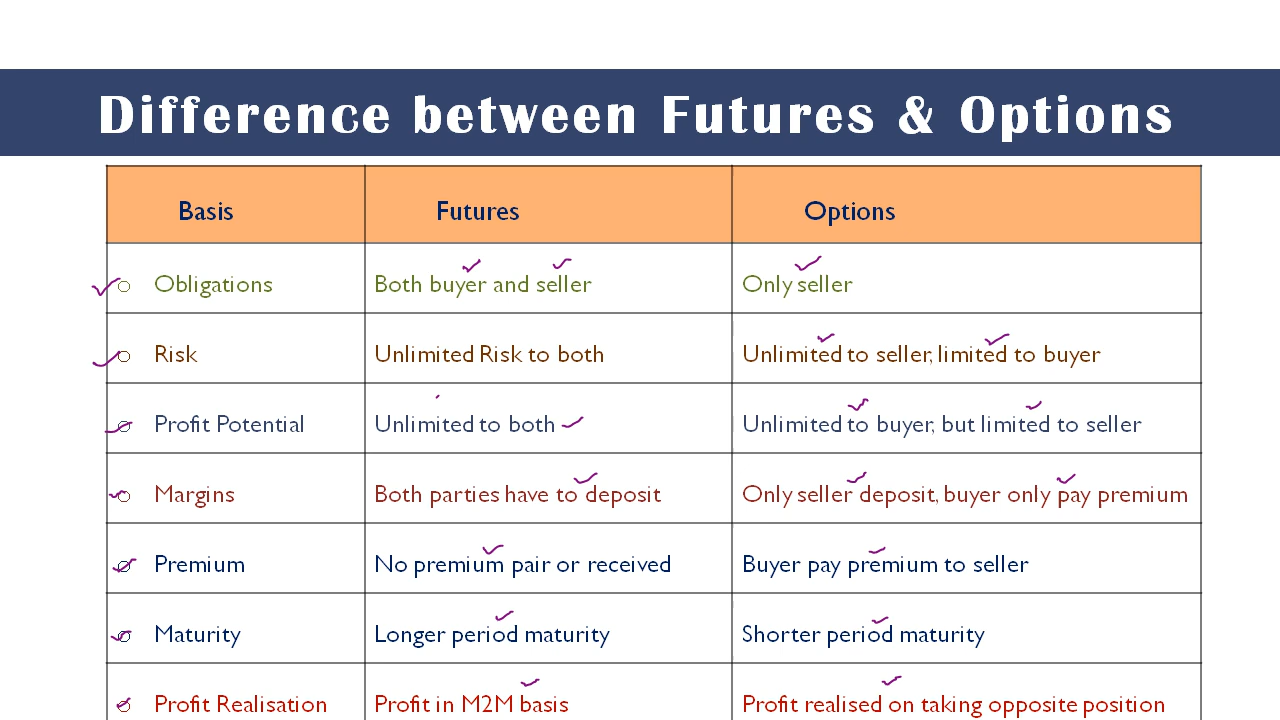 Difference between Futures & Options
Basis Futures Options
Obligations Both buyer and seller Only seller
Risk Unlimited Risk to both Unlimited to seller, limited to buyer
Profit Potential Unlimited to both Unlimited to buyer, but limited to seller
Margins Both parties have to deposit Only seller deposit, buyer only pay premium
Premium No premium pair or received Buyer pay premium to seller
Maturity Longer period maturity Shorter period maturity
Profit Realisation Profit in M2M basis Profit realised on taking opposite position